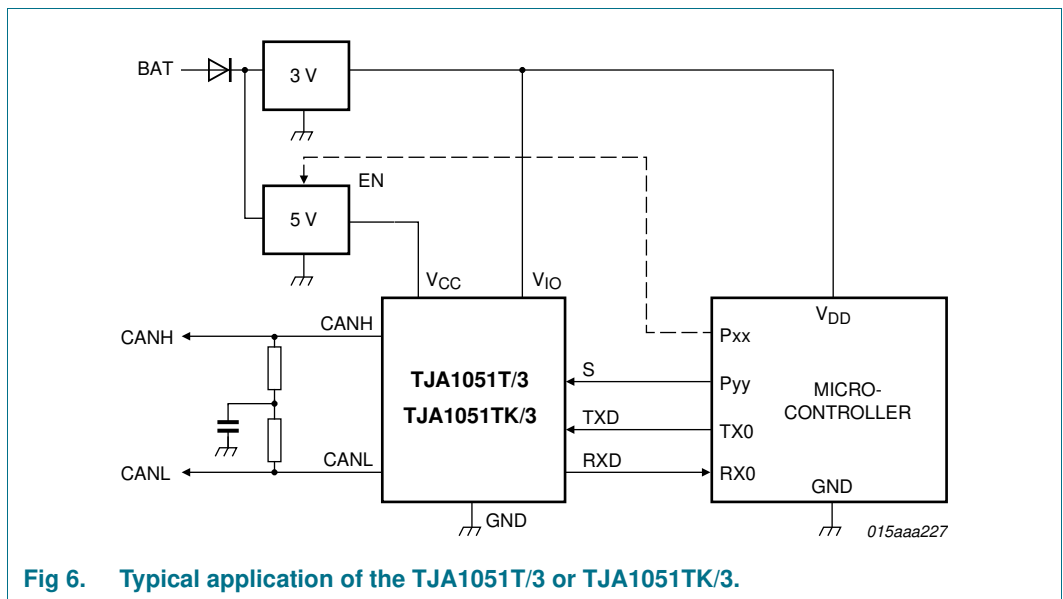 BAT
3 V
EN
5 V
VCC
VIO
CANH
CANH
VDD
Pxx
TJA1051T/3
TJA1051TK/3
S
Pyy
MICRO-
CONTROLLER
TXD
TX0
CANL
CANL
RXD
RX0
GND
GND
015aaa227
Fig 6. Typical application of the TJA1051T/3 or TJA1051TK/3.